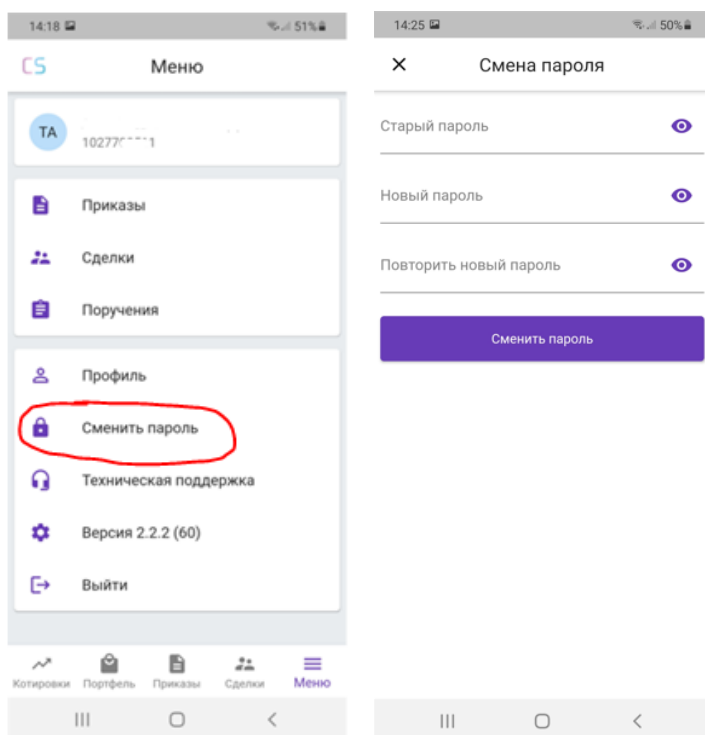 14:18
51%
CS
Меню
TA
Приказы
Сделки
Поручения
Профиль
Сменить пароль
Техническая поддержка
Версия 2.2.2 (60)
Выйти
Котировки Портфель Приказы Сделки Меню
14:25
50%
Смена пароля
Старый пароль
Новый пароль
Повторить новый пароль
Сменить пароль